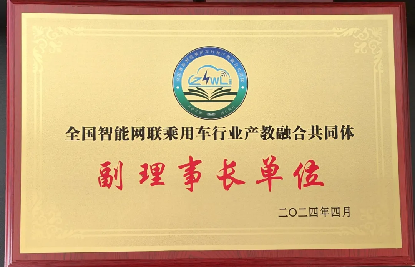 ZWL
全国智能网联乘用车行业产教融合共同体
副理事长单位
二〇二四年四月